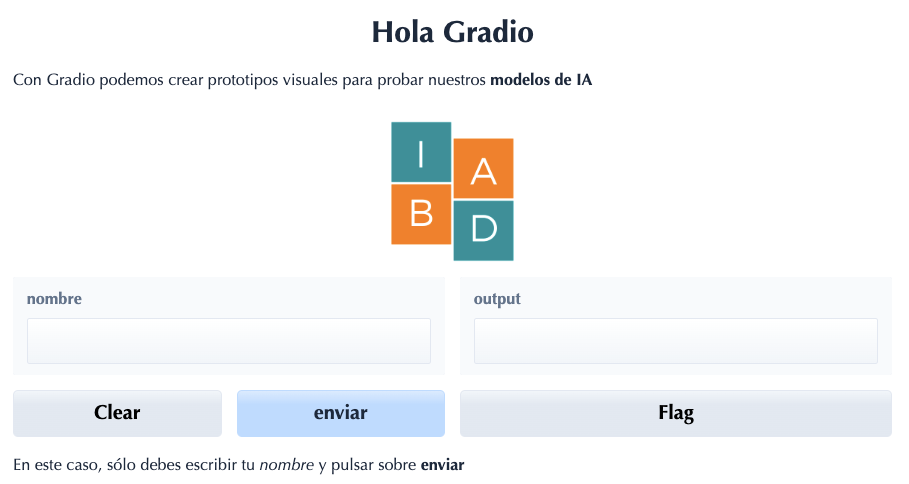 Hola Gradio
Con Gradio podemos crear prototipos visuales para probar nuestros modelos de IA
I A
B D
nombre
output
Clear
enviar
Flag
En este caso, sólo debes escribir tu nombre y pulsar sobre enviar